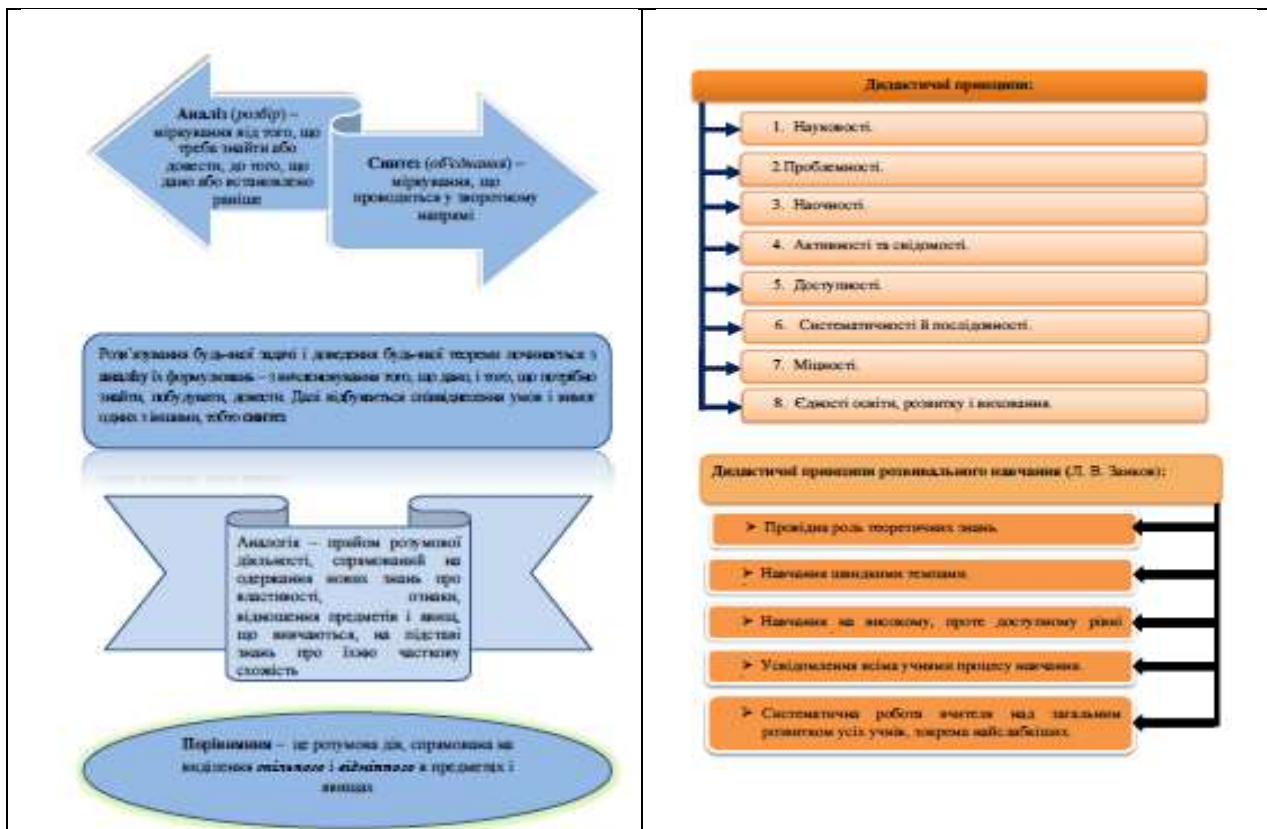 Аналіз (розбір) –
міркування від того, що
треба знайти або
довести, до того, що
дано або встановлено
раніше
Синтез (об'єднання) –
міркування, що
проводиться у зворотному
напрямі
Розв'язування будь-якої задачі і доведення будь-якої теореми починається з
аналізу їх формулювань – з вичленовування того, що дано, і того, що потрібно
знайти, побудувати, довести. Далі відбувається співвіднесення умов і вимог
одних з іншими, тобто синтез
Аналогія – прийом розумової
діяльності, спрямований на
одержання нових знань про
властивості, ознаки,
відношення предметів і явищ,
що вивчаються, на підставі
знань про їхню часткову
схожість
Порівняння – це розумова дія, спрямована на
виділення спільного і відмінного в предметах і
явищах
Дидактичні принципи:
1. Науковості.
2.Проблемності.
3. Наочності.
4. Активності та свідомості.
5. Доступності.
6. Систематичності й послідовності.
7. Міцності.
8. Єдності освіти, розвитку і виховання.
Дидактичні принципи розвивального навчання (Л. В. Занков):
➤ Провідна роль теоретичних знань.
➤ Навчання швидкими темпами.
➤ Навчання на високому, проте доступному рівні
➤ Усвідомлення всіма учнями процесу навчання.
➤ Систематична робота вчителя над загальним
розвитком усіх учнів, зокрема найслабкіших.